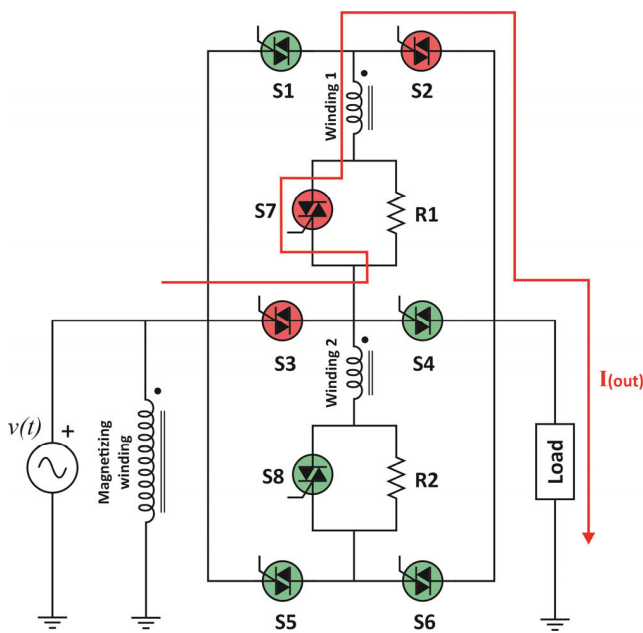 S1
S2
Winding 1
S7
R1
S3
S4
Winding 2
I(out)
v(t)
+
Magnetizing
winding
S8
R2
Load
S5
S6